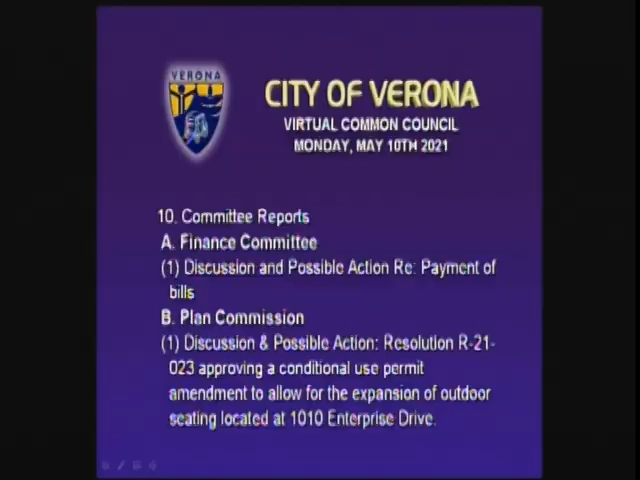 VERONA
CITY OF VERONA
VIRTUAL COMMON COUNCIL
MONDAY, MAY 10TH 2021
10. Committee Reports
A. Finance Committee
(1) Discussion and Possible Action Re: Payment of
bills
B. Plan Commission
(1) Discussion & Possible Action: Resolution R-21-
023 approving a conditional use permit
amendment to allow for the expansion of outdoor
seating located at 1010 Enterprise Drive.